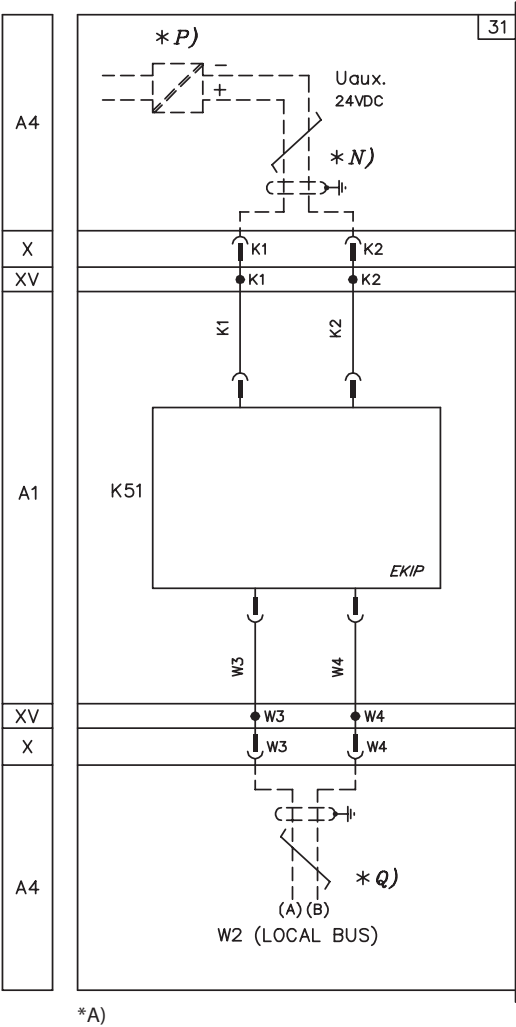 31
*P)
−
+
Uaux.
24VDC
A4
*N)
X
K1
K2
XV
K1
K2
K1
K2
A1
K51
EKIP
W3
W4
XV
W3
W4
X
W3
W4
A4
*Q)
(A) (B)
W2 (LOCAL BUS)
*A)